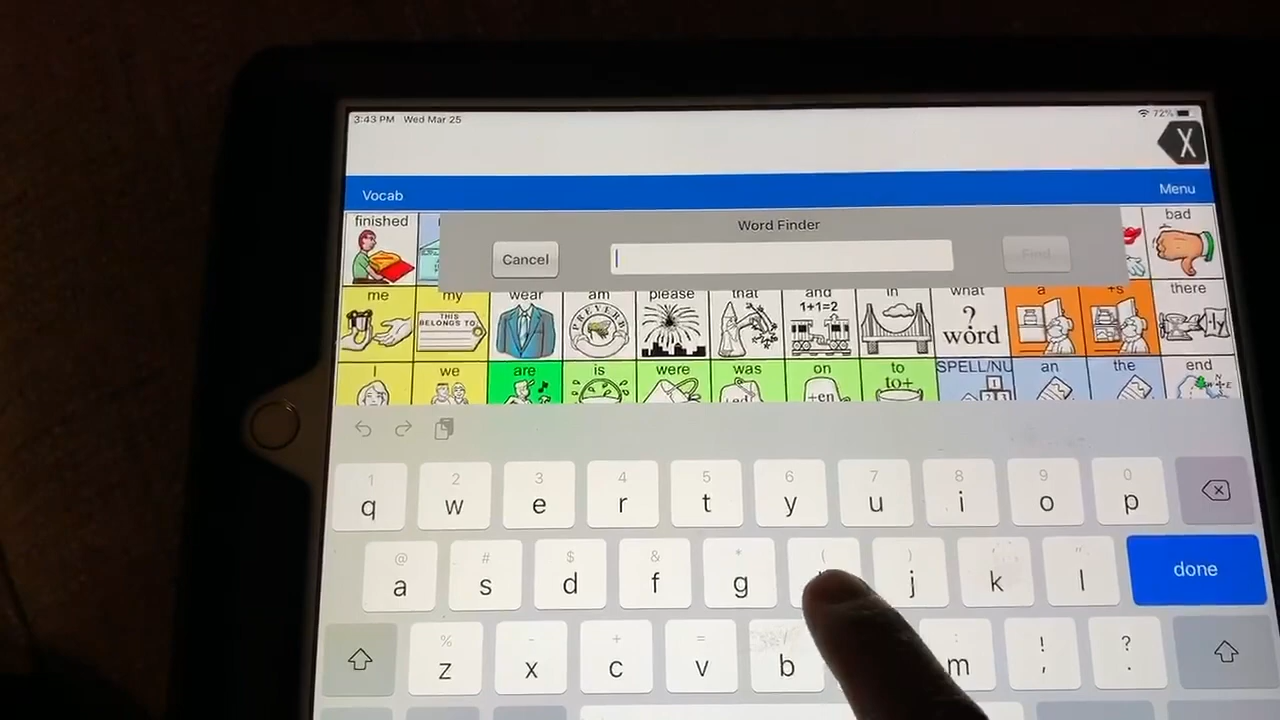 3:43 PM Wed Mar 25 72%
X
Vocab Menu
Word Finder
finished bad
Cancel Find
me my wear am please that and in what a +s there
THIS BELONGS TO
PREVERB
1+1=2
?
word
I we are is were was on to SPELL/NU an the end
+ed +en to+
1 2 3 4 5 6 7 8 9 0
q w e r t y u i o p
@ # $ & * ( ) ' "
a s d f g j k l done
% - + = : ! ?
z x c v b m , .